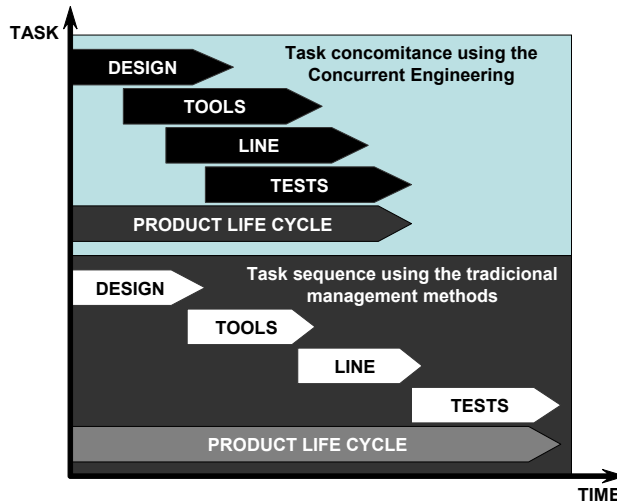 TASK
Task concomitance using the
Concurrent Engineering
DESIGN
TOOLS
LINE
TESTS
PRODUCT LIFE CYCLE
Task sequence using the tradicional
management methods
DESIGN
TOOLS
LINE
TESTS
PRODUCT LIFE CYCLE
TIME